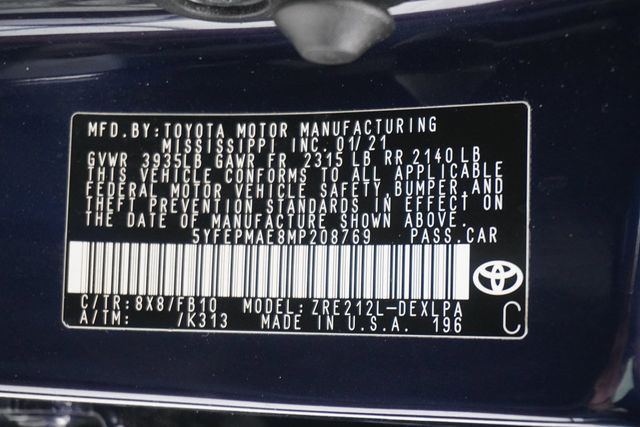 MFD. BY: TOYOTA MOTOR MANUFACTURING
MISSISSIPPI INC. 01/21
GVWR 3935LB GAWR FR 2315 LB RR 2140 LB
THIS VEHICLE CONFORMS TO ALL APPLICABLE
FEDERAL MOTOR VEHICLE SAFETY, BUMPER, AND
THEFT PREVENTION STANDARDS IN EFFECT ON
THE DATE OF MANUFACTURE SHOWN ABOVE.
5YFEPMAE8MP208769 PASS. CAR
C/TR: 8X8/FB10 MODEL: ZRE212L-DEXLPA
A/TM: /K313 MADE IN U.S.A. 196 C